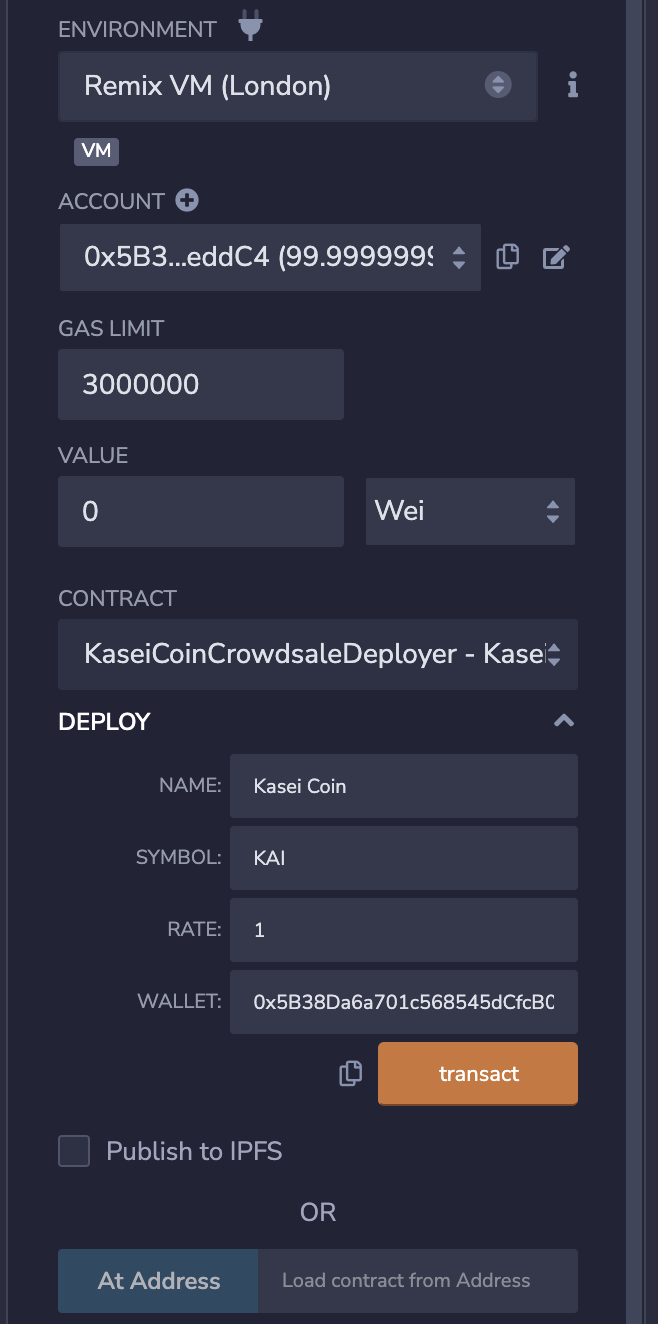 ENVIRONMENT
Remix VM (London)
VM
ACCOUNT
0x5B3...eddC4 (99.9999999
GAS LIMIT
3000000
VALUE
0 Wei
CONTRACT
KaseiCoinCrowdsaleDeployer - Kasei
DEPLOY
NAME: Kasei Coin
SYMBOL: KAI
RATE: 1
WALLET: 0x5B38Da6a701c568545dCfcB0
transact
Publish to IPFS
OR
At Address Load contract from Address